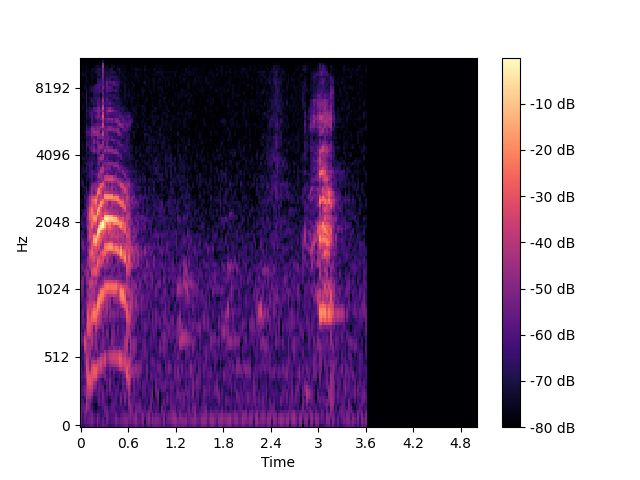 8192
4096
2048
1024
512
0
Hz
0 0.6 1.2 1.8 2.4 3 3.6 4.2 4.8
Time
-10 dB
-20 dB
-30 dB
-40 dB
-50 dB
-60 dB
-70 dB
-80 dB